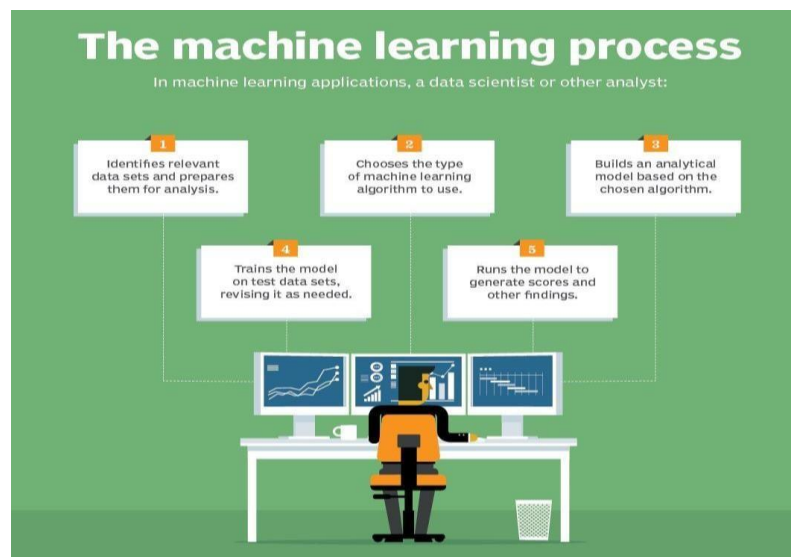 The machine learning process
In machine learning applications, a data scientist or other analyst:
1
Identifies relevant
data sets and prepares
them for analysis.
2
Chooses the type
of machine learning
algorithm to use.
3
Builds an analytical
model based on the
chosen algorithm.
4
Trains the model
on test data sets,
revising it as needed.
5
Runs the model to
generate scores and
other findings.